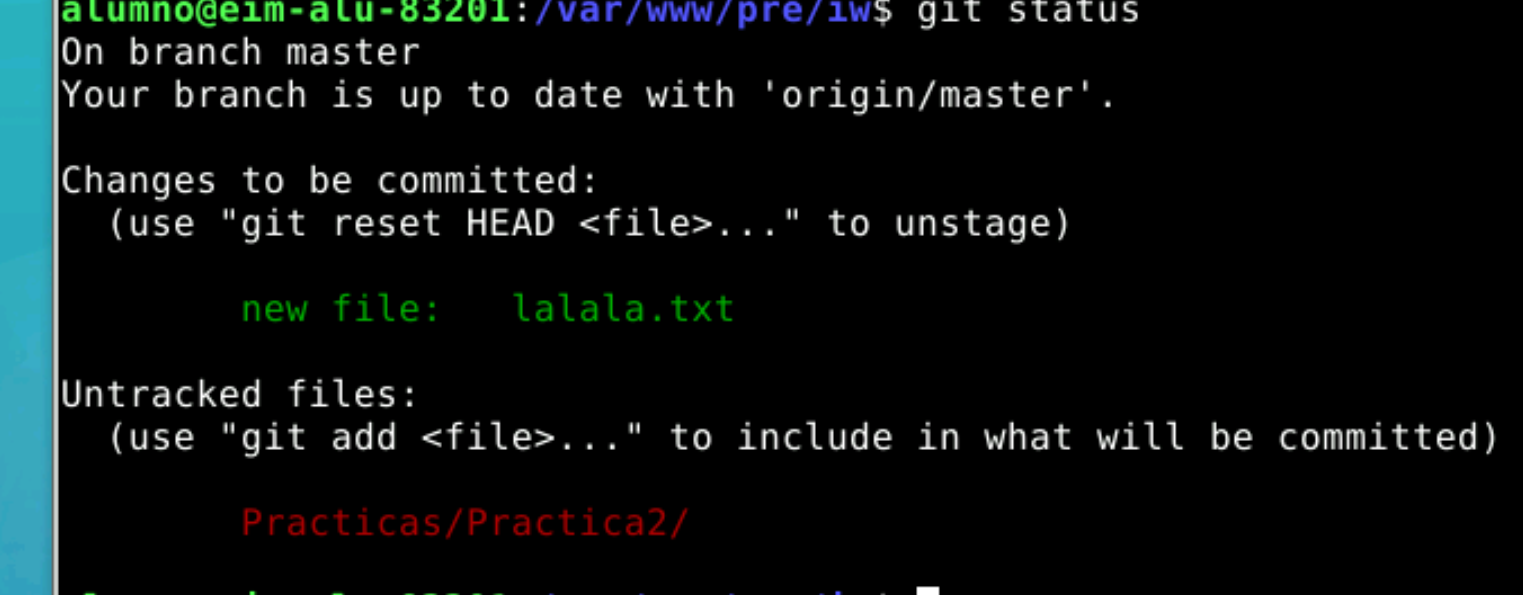 alumno@eim-alu-83201:/var/www/pre/iw$ git status
On branch master
Your branch is up to date with 'origin/master'.
Changes to be committed:
(use "git reset HEAD <file>..." to unstage)
new file: lalala.txt
Untracked files:
(use "git add <file>..." to include in what will be committed)
Practicas/Practica2/